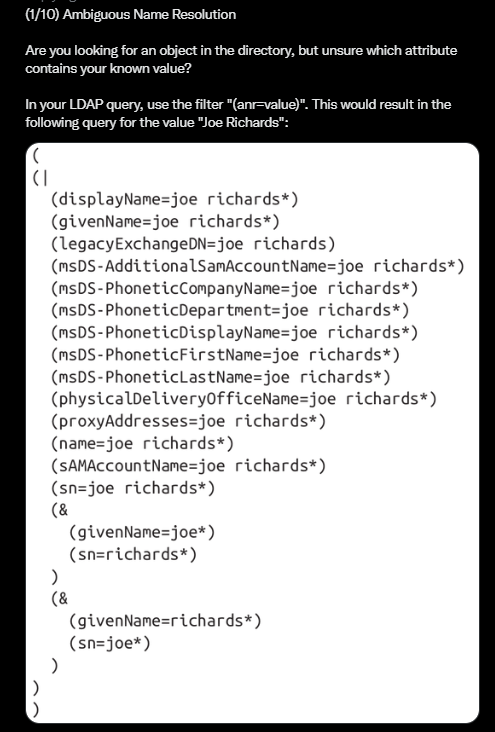 (1/10) Ambiguous Name Resolution
Are you looking for an object in the directory, but unsure which attribute
contains your known value?
In your LDAP query, use the filter "(anr=value)". This would result in the
following query for the value "Joe Richards":
(
(|
(displayName=joe richards*)
(givenName=joe richards*)
(legacyExchangeDN=joe richards)
(msDS-AdditionalSamAccountName=joe richards*)
(msDS-PhoneticCompanyName=joe richards*)
(msDS-PhoneticDepartment=joe richards*)
(msDS-PhoneticDisplayName=joe richards*)
(msDS-PhoneticFirstName=joe richards*)
(msDS-PhoneticLastName=joe richards*)
(physicalDeliveryOfficeName=joe richards*)
(proxyAddresses=joe richards*)
(name=joe richards*)
(sAMAccountName=joe richards*)
(sn=joe richards*)
(&
(givenName=joe*)
(sn=richards*)
)
(&
(givenName=richards*)
(sn=joe*)
)
)
)